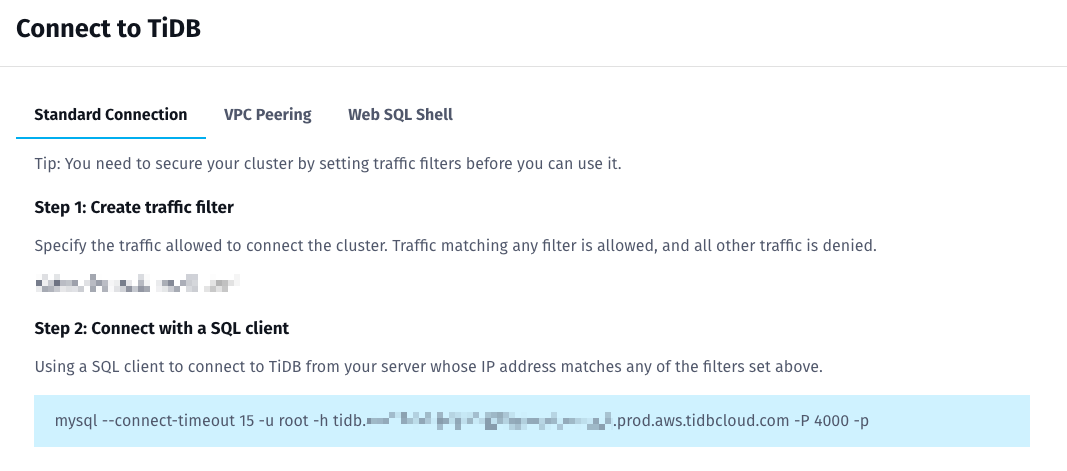 Connect to TiDB
Standard Connection VPC Peering Web SQL Shell
Tip: You need to secure your cluster by setting traffic filters before you can use it.
Step 1: Create traffic filter
Specify the traffic allowed to connect the cluster. Traffic matching any filter is allowed, and all other traffic is denied.
Step 2: Connect with a SQL client
Using a SQL client to connect to TiDB from your server whose IP address matches any of the filters set above.
mysql --connect-timeout 15 -u root -h tidb. .prod.aws.tidbcloud.com -P 4000 -p